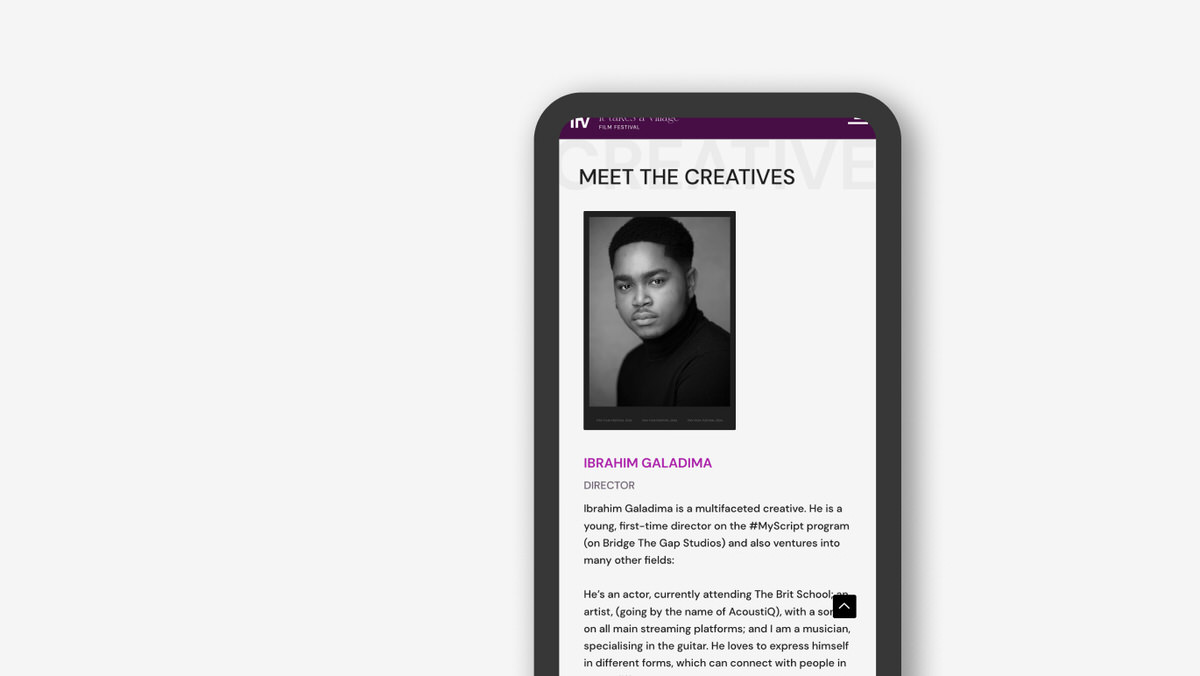 it takes a village
FILM FESTIVAL
CREATIVE
MEET THE CREATIVES
IBRAHIM GALADIMA
DIRECTOR
Ibrahim Galadima is a multifaceted creative. He is a
young, first-time director on the #MyScript program
(on Bridge The Gap Studios) and also ventures into
many other fields:
He's an actor, currently attending The Brit School; an
artist, (going by the name of AcoustiQ), with a
on all main streaming platforms; and I am a musician,
specialising in the guitar. He loves to express himself
in different forms, which can connect with people in